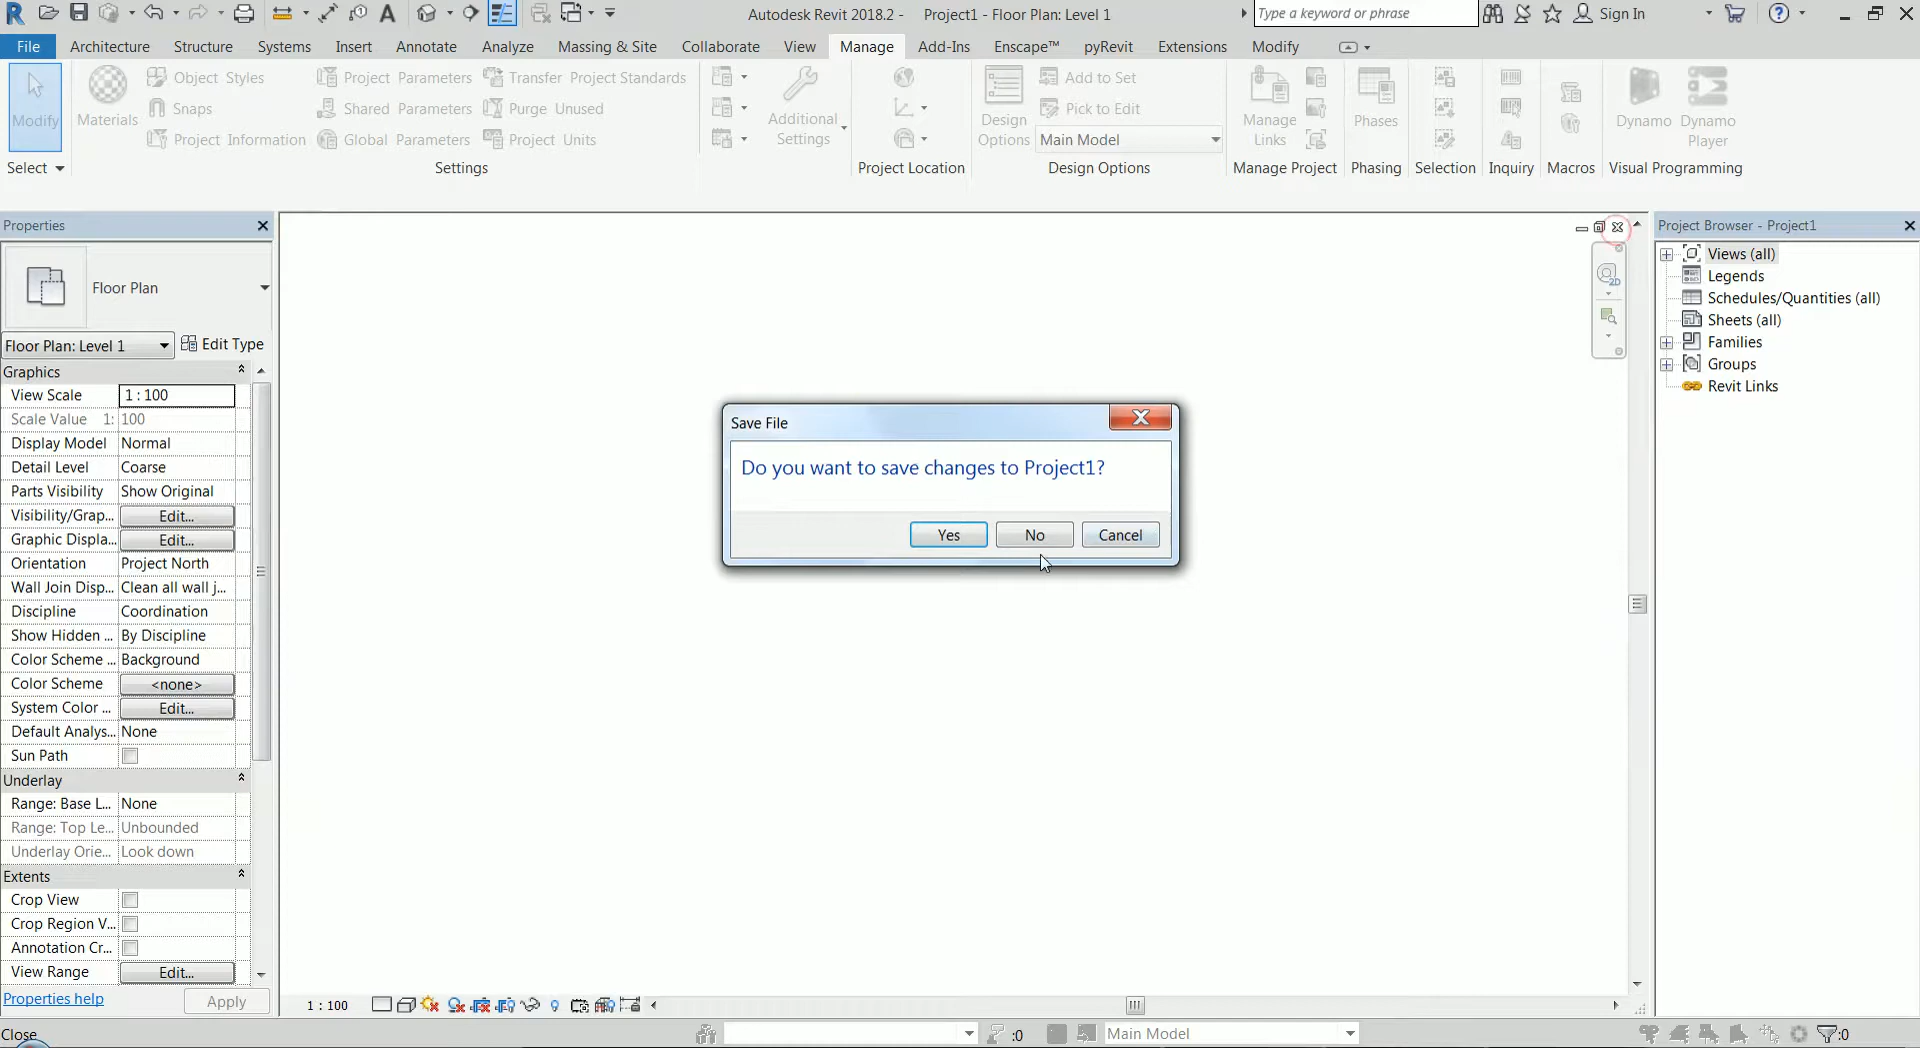 Autodesk Revit 2018.2 - Project1 - Floor Plan: Level 1
Type a keyword or phrase
Sign In
File Architecture Structure Systems Insert Annotate Analyze Massing & Site Collaborate View Manage Add-Ins Enscape™ pyRevit Extensions Modify
Modify
Materials
Object Styles
Snaps
Project Information
Project Parameters
Shared Parameters
Global Parameters
Transfer Project Standards
Purge Unused
Project Units
Additional
Settings
Design
Options
Add to Set
Pick to Edit
Main Model
Manage
Links
Phases
Dynamo
Dynamo
Player
Select Settings Project Location Design Options Manage Project Phasing Selection Inquiry Macros Visual Programming
Properties
Floor Plan
Floor Plan: Level 1 Edit Type
Graphics
View Scale 1 : 100
Scale Value 1: 100
Display Model Normal
Detail Level Coarse
Parts Visibility Show Original
Visibility/Grap... Edit...
Graphic Displa... Edit...
Orientation Project North
Wall Join Disp... Clean all wall j...
Discipline Coordination
Show Hidden ... By Discipline
Color Scheme ... Background
Color Scheme <none>
System Color ... Edit...
Default Analys... None
Sun Path
Underlay
Range: Base L... None
Range: Top Le... Unbounded
Underlay Orie... Look down
Extents
Crop View
Crop Region V...
Annotation Cr...
View Range Edit...
Properties help Apply
Save File
Do you want to save changes to Project1?
Yes No Cancel
2D
Project Browser - Project1
Views (all)
Legends
Schedules/Quantities (all)
Sheets (all)
Families
Groups
Revit Links
1 : 100
Close
:0
Main Model
:0